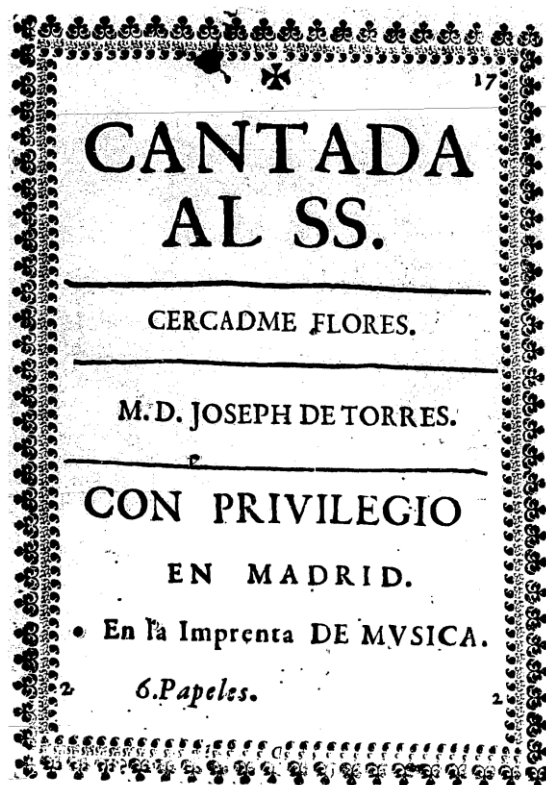 17
CANTADA
AL SS.
CERCADME FLORES.
M. D. JOSEPH DE TORRES.
CON PRIVILEGIO
EN MADRID.
En la Imprenta DE MVSICA.
6. Papeles.
2 2